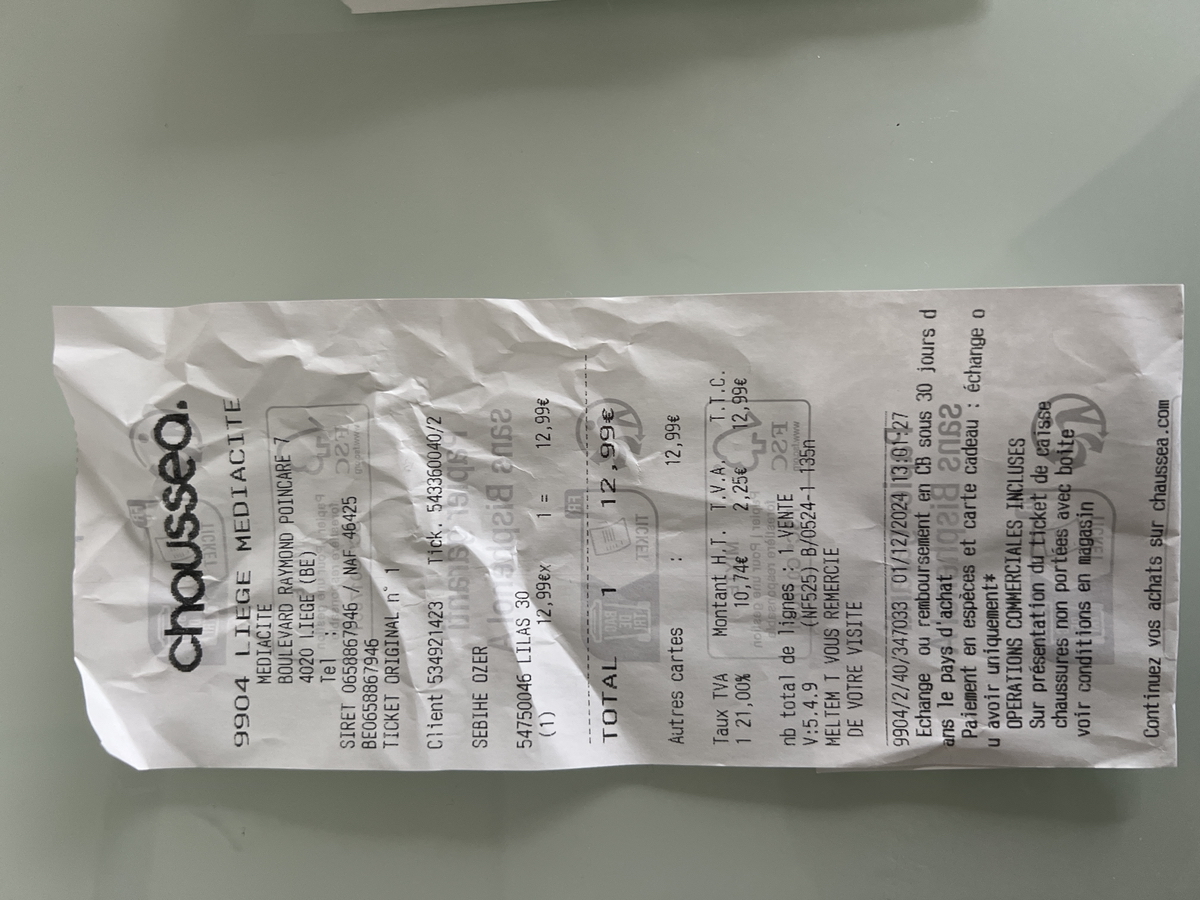 chaussea.
9904 LIEGE MEDIACITE
MEDIACITE
BOULEVARD RAYMOND POINCARE 7
4020 LIEGE (BE)
Tel :
SIRET 0658867946 / NAF 46425
BE0658867946
TICKET ORIGINAL n° 1
Client 534921423 Tick. 543360040/2
SEBIHE OZER
54750046 LILAS 30
(1) 12,99€x 1 = 12,99€
TOTAL 1 12,99€
Autres cartes : 12,99€
Taux TVA Montant H.T. T.V.A. T.T.C.
1 21,00% 10,74€ 2,25€ 12,99€
nb total de lignes : 1 VENTE
V:5.4.9 (NF525) B/0524-1 135n
MELTEM T VOUS REMERCIE
DE VOTRE VISITE
9904/2/40/347033 01/12/2024 13:01:27
Echange ou remboursement en CB sous 30 jours d
ans le pays d'achat
Paiement en espèces et carte cadeau : échange o
u avoir uniquement*
OPERATIONS COMMERCIALES INCLUSES
Sur présentation du ticket de caisse
chaussures non portées avec boite
voir conditions en magasin
Continuez vos achats sur chaussea.com